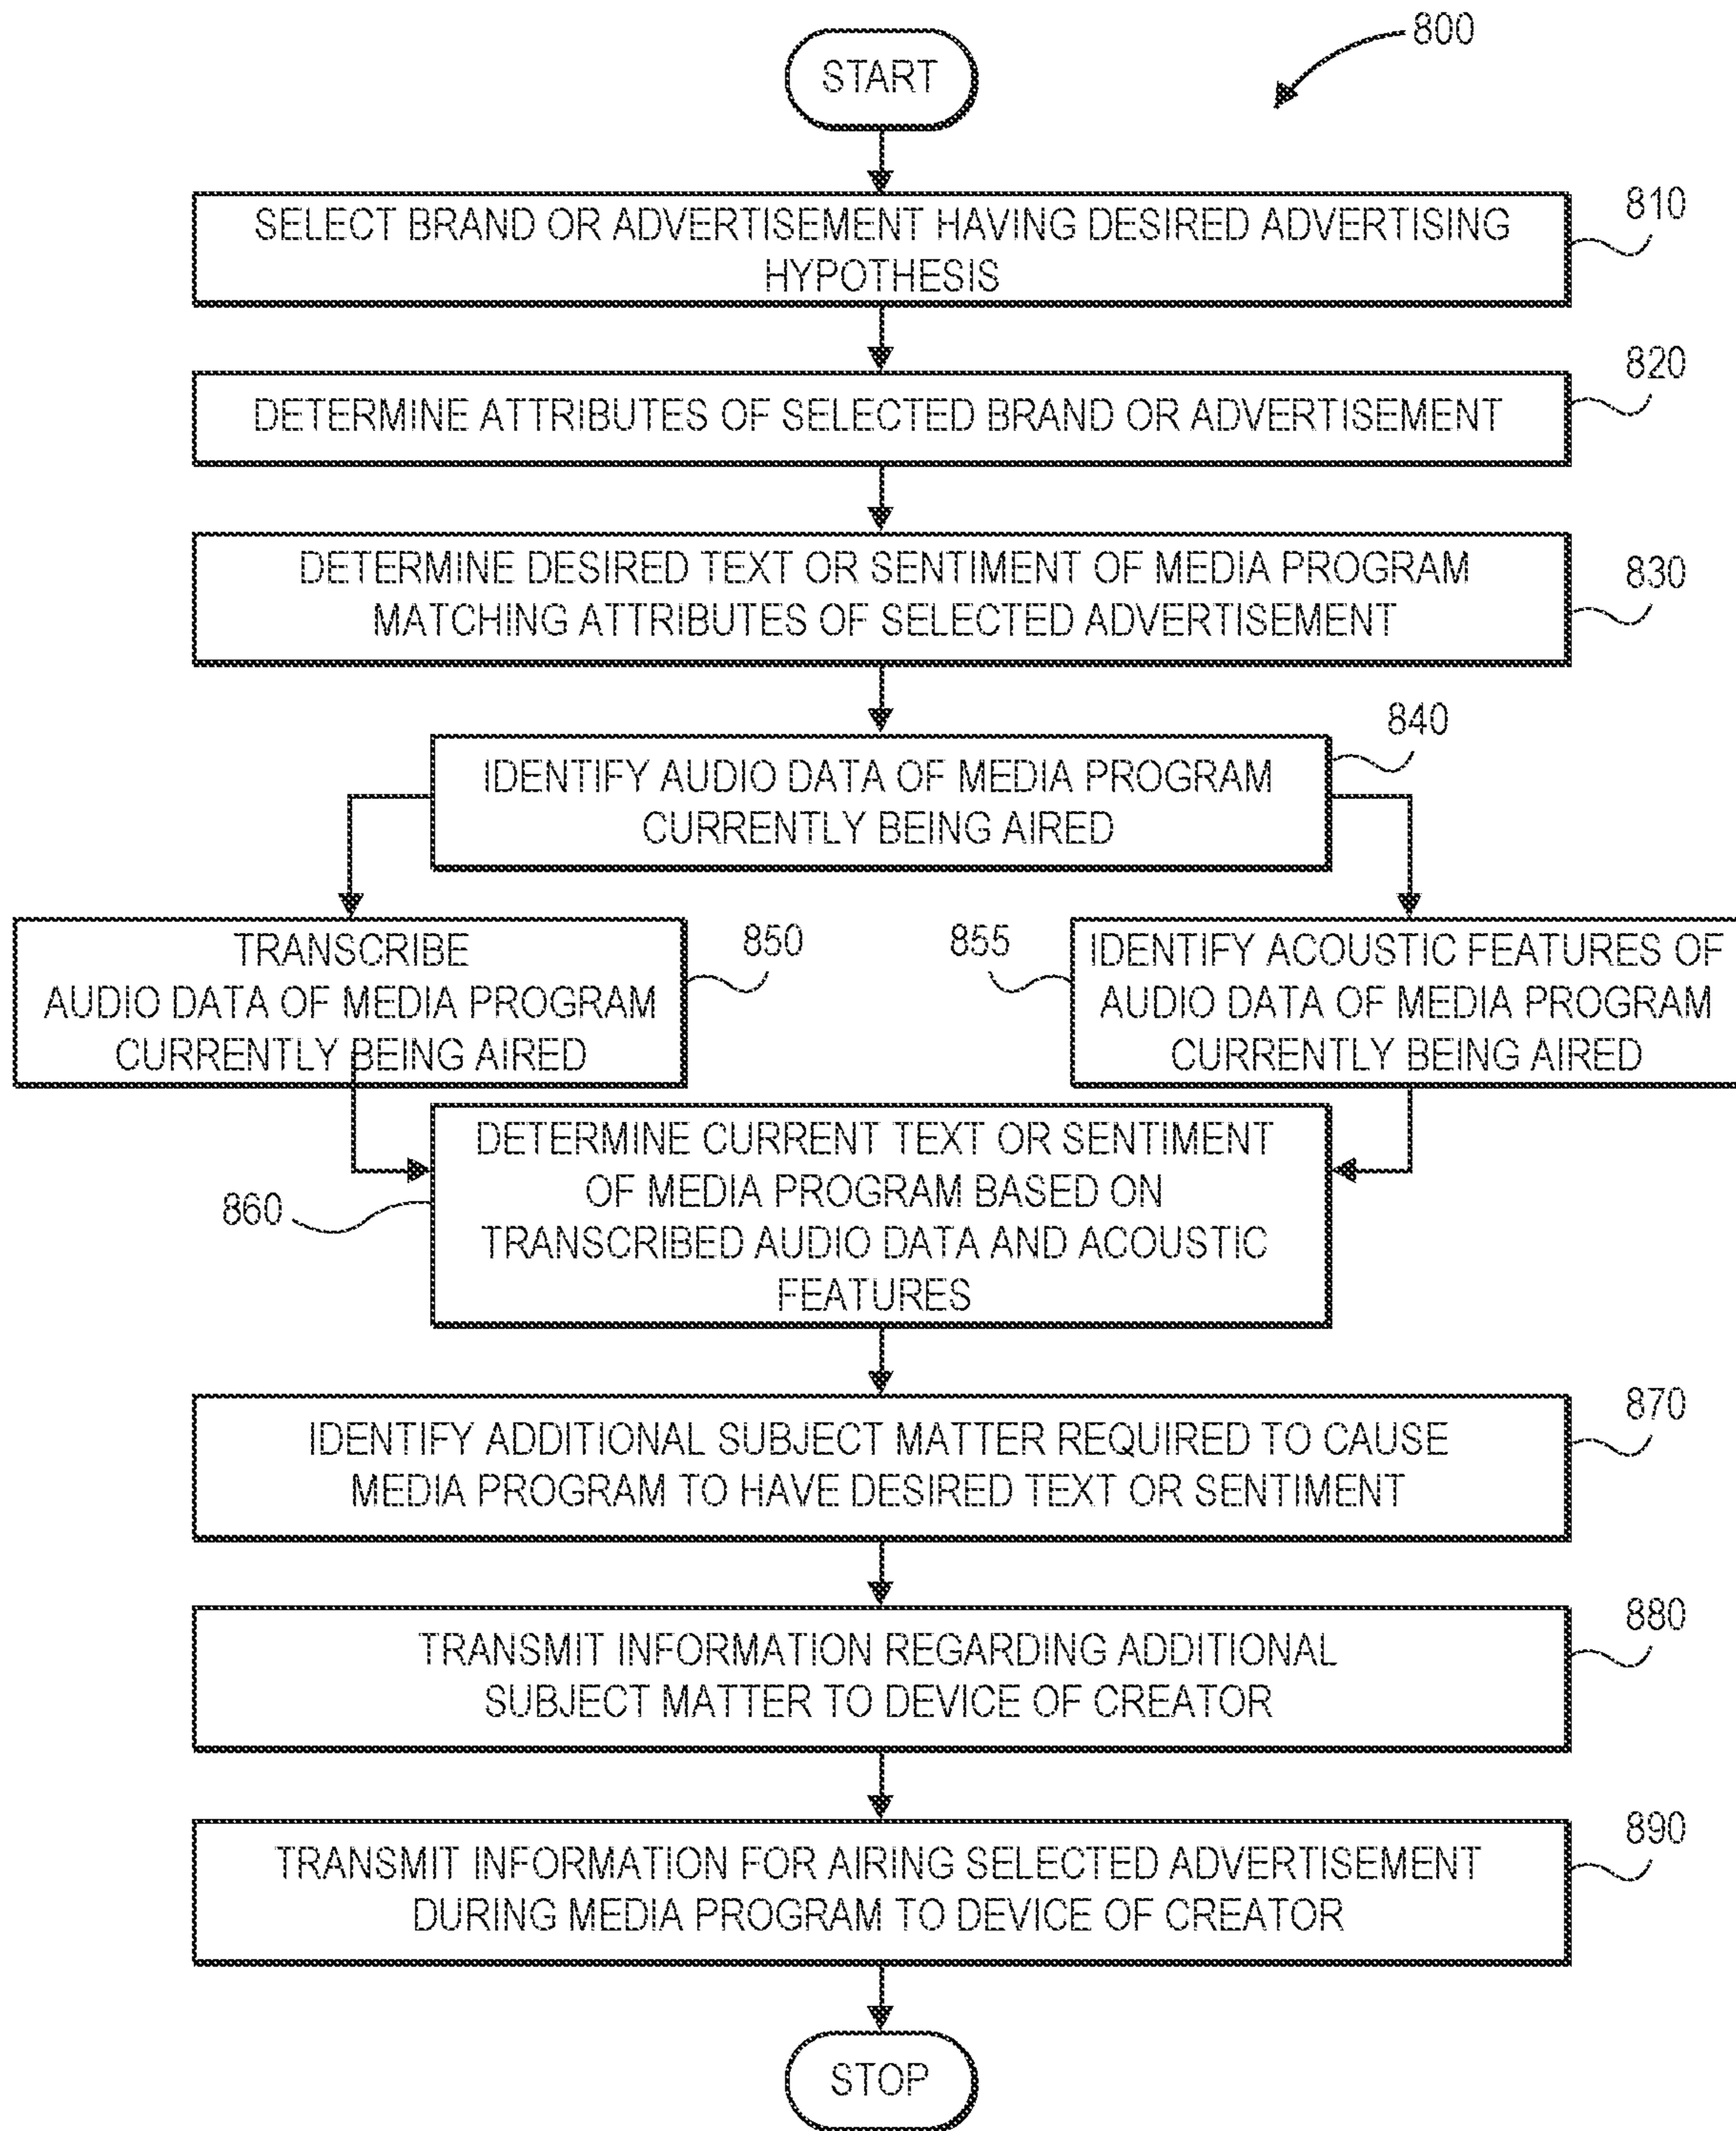 800
START
810
SELECT BRAND OR ADVERTISEMENT HAVING DESIRED ADVERTISING
HYPOTHESIS
820
DETERMINE ATTRIBUTES OF SELECTED BRAND OR ADVERTISEMENT
830
DETERMINE DESIRED TEXT OR SENTIMENT OF MEDIA PROGRAM
MATCHING ATTRIBUTES OF SELECTED ADVERTISEMENT
840
IDENTIFY AUDIO DATA OF MEDIA PROGRAM
CURRENTLY BEING AIRED
850
TRANSCRIBE
AUDIO DATA OF MEDIA PROGRAM
CURRENTLY BEING AIRED
855
IDENTIFY ACOUSTIC FEATURES OF
AUDIO DATA OF MEDIA PROGRAM
CURRENTLY BEING AIRED
860
DETERMINE CURRENT TEXT OR SENTIMENT
OF MEDIA PROGRAM BASED ON
TRANSCRIBED AUDIO DATA AND ACOUSTIC
FEATURES
870
IDENTIFY ADDITIONAL SUBJECT MATTER REQUIRED TO CAUSE
MEDIA PROGRAM TO HAVE DESIRED TEXT OR SENTIMENT
880
TRANSMIT INFORMATION REGARDING ADDITIONAL
SUBJECT MATTER TO DEVICE OF CREATOR
890
TRANSMIT INFORMATION FOR AIRING SELECTED ADVERTISEMENT
DURING MEDIA PROGRAM TO DEVICE OF CREATOR
STOP